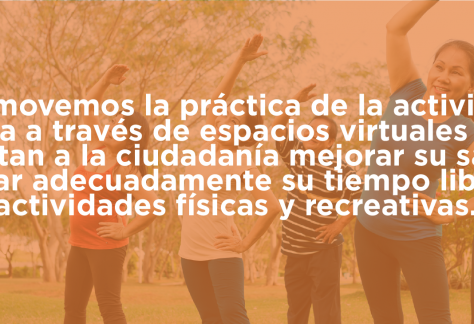 movemos la práctica de la activi
a a través de espacios virtuales
tan a la ciudadanía mejorar su s
ar adecuadamente su tiempo lib
actividades físicas y recreativas.